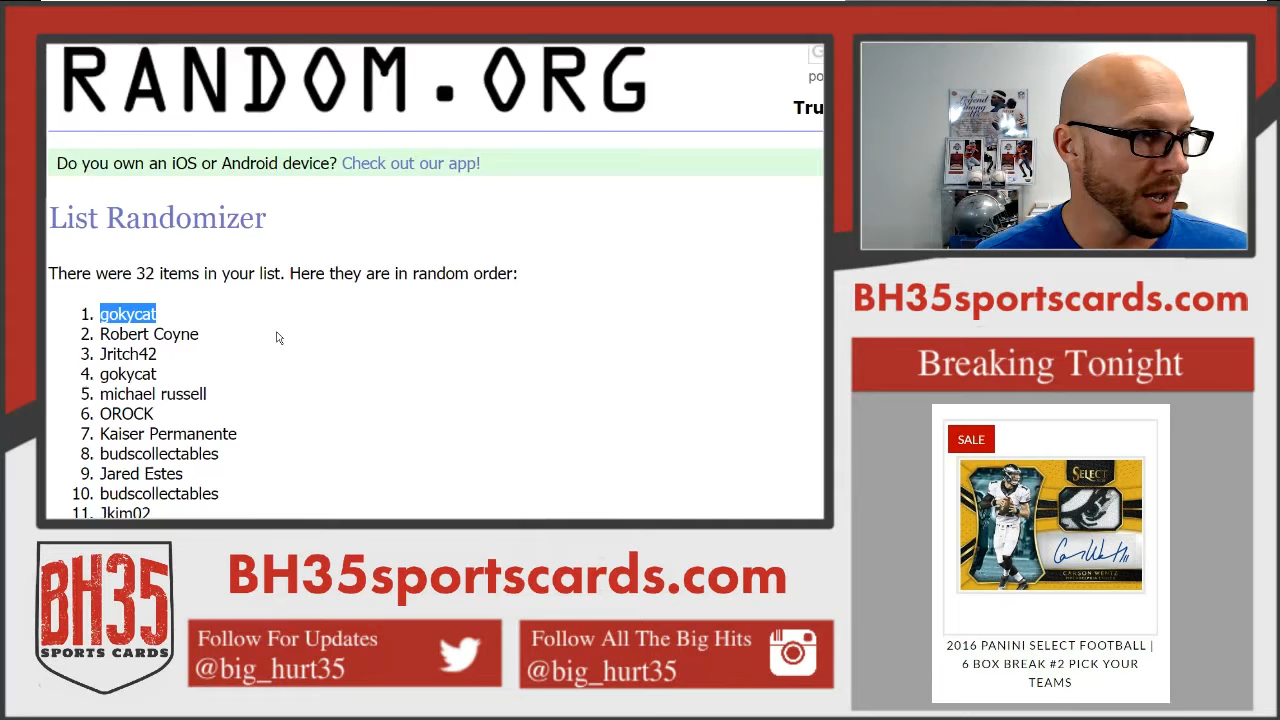 RANDOM.ORG
G
po
Tru
Do you own an iOS or Android device? Check out our app!
List Randomizer
There were 32 items in your list. Here they are in random order:
1. gokycat
2. Robert Coyne
3. Jritch42
4. gokycat
5. michael russell
6. OROCK
7. Kaiser Permanente
8. budscollectables
9. Jared Estes
10. budscollectables
11. Jkim02
BH35sportscards.com
Breaking Tonight
SALE
SELECT
CARSON WENTZ
2016 PANINI SELECT FOOTBALL |
6 BOX BREAK #2 PICK YOUR
TEAMS
BH35
SPORTS CARDS
BH35sportscards.com
Follow For Updates
@big_hurt35
Follow All The Big Hits
@big_hurt35